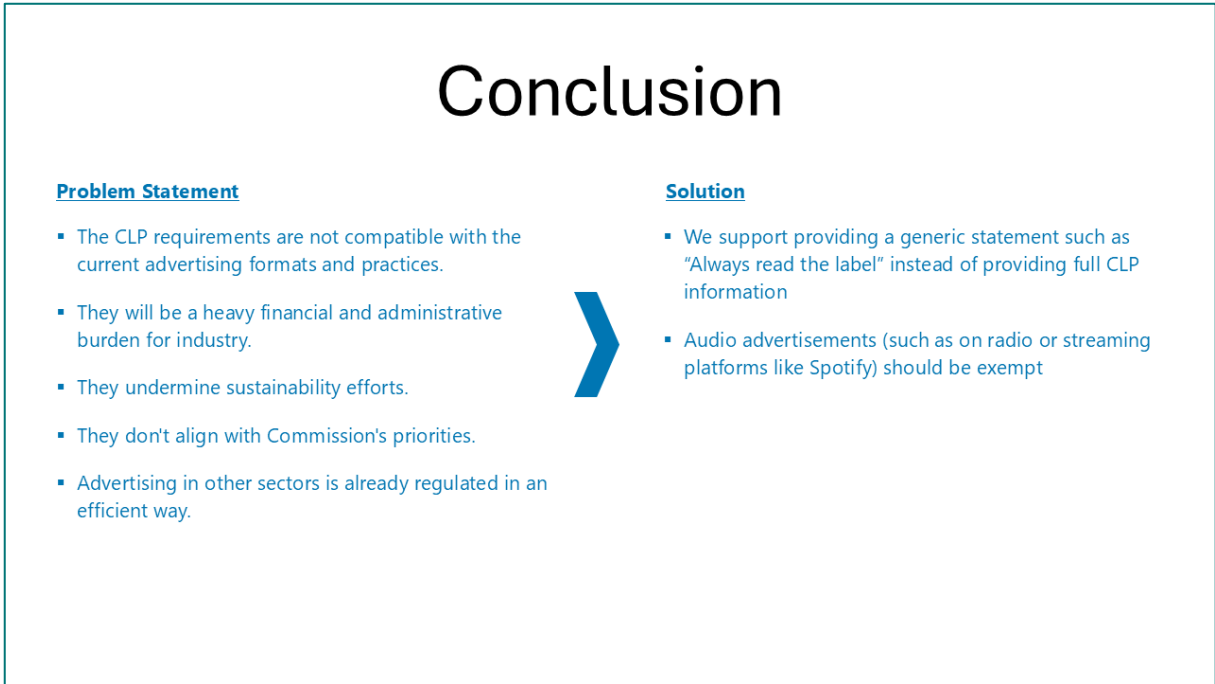 Conclusion
Problem Statement
▪ The CLP requirements are not compatible with the
current advertising formats and practices.
▪ They will be a heavy financial and administrative
burden for industry.
▪ They undermine sustainability efforts.
▪ They don't align with Commission's priorities.
▪ Advertising in other sectors is already regulated in an
efficient way.
Solution
▪ We support providing a generic statement such as
“Always read the label” instead of providing full CLP
information
▪ Audio advertisements (such as on radio or streaming
platforms like Spotify) should be exempt